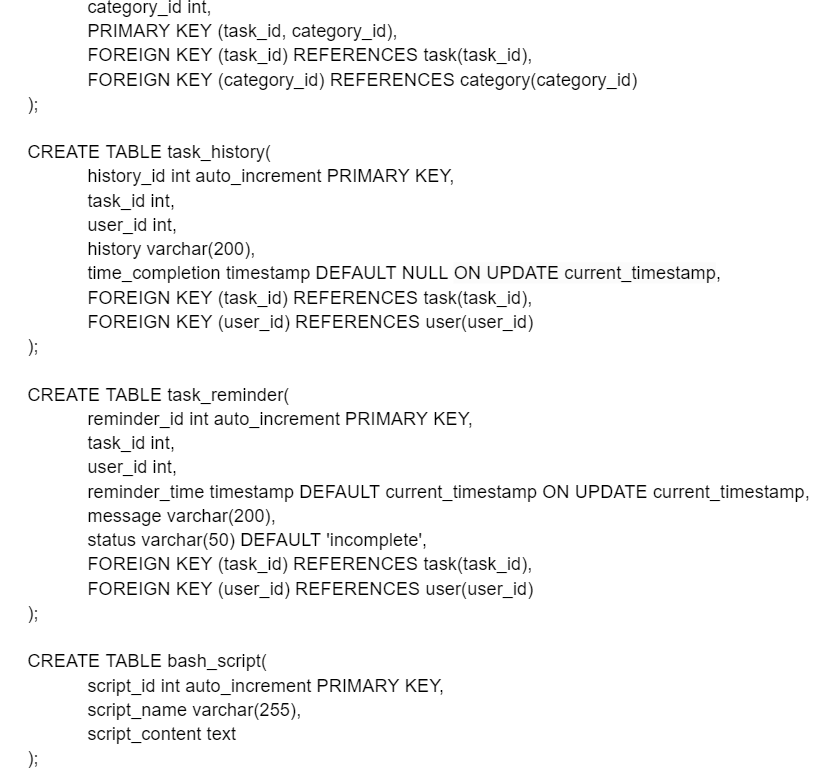 category_id int,
PRIMARY KEY (task_id, category_id),
FOREIGN KEY (task_id) REFERENCES task(task_id),
FOREIGN KEY (category_id) REFERENCES category(category_id)
);
CREATE TABLE task_history(
history_id int auto_increment PRIMARY KEY,
task_id int,
user_id int,
history varchar(200),
time_completion timestamp DEFAULT NULL ON UPDATE current_timestamp,
FOREIGN KEY (task_id) REFERENCES task(task_id),
FOREIGN KEY (user_id) REFERENCES user(user_id)
);
CREATE TABLE task_reminder(
reminder_id int auto_increment PRIMARY KEY,
task_id int,
user_id int,
reminder_time timestamp DEFAULT current_timestamp ON UPDATE current_timestamp,
message varchar(200),
status varchar(50) DEFAULT 'incomplete',
FOREIGN KEY (task_id) REFERENCES task(task_id),
FOREIGN KEY (user_id) REFERENCES user(user_id)
);
CREATE TABLE bash_script(
script_id int auto_increment PRIMARY KEY,
script_name varchar(255),
script_content text
);